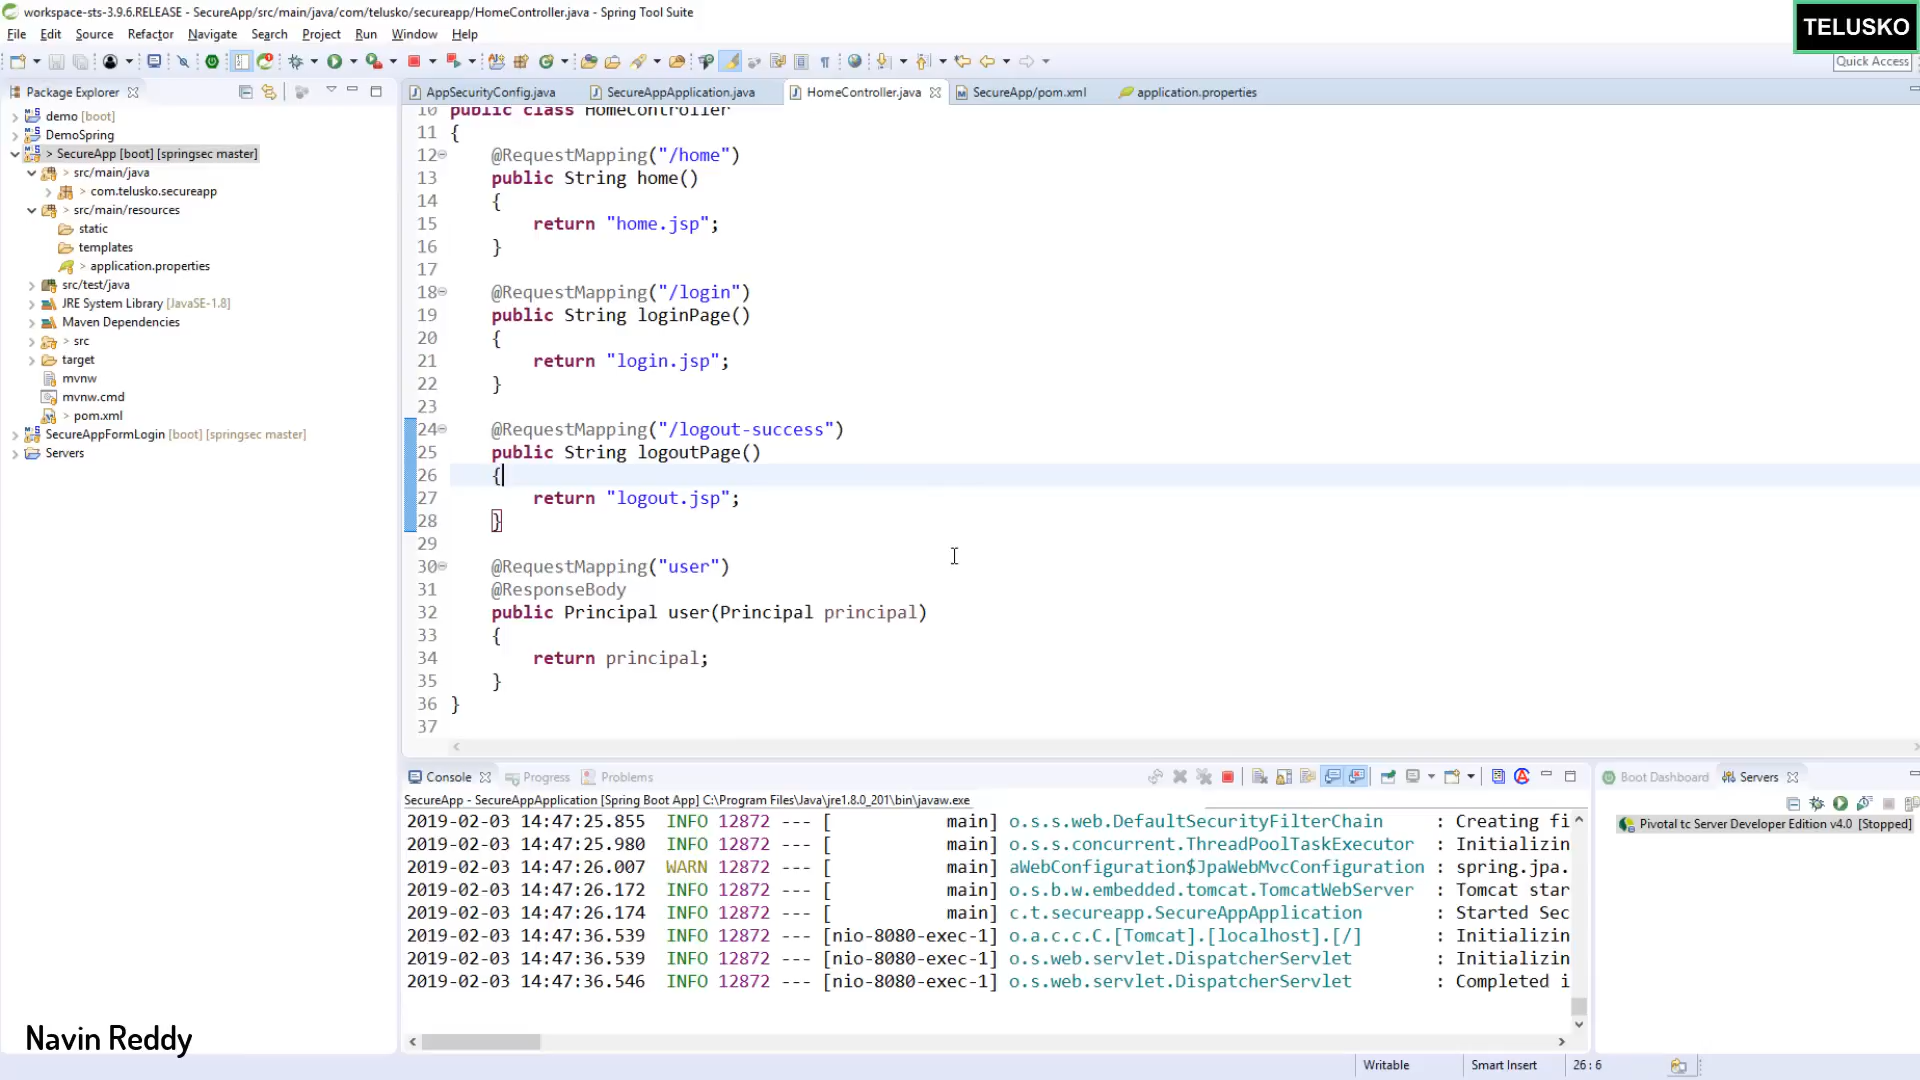 workspace-sts-3.9.6.RELEASE - SecureApp/src/main/java/com/telusko/secureapp/HomeController.java - Spring Tool Suite
TELUSKO
File Edit Source Refactor Navigate Search Project Run Window Help
Quick Access
Package Explorer
AppSecurityConfig.java SecureAppApplication.java HomeController.java SecureApp/pom.xml application.properties
demo [boot]
DemoSpring
> SecureApp [boot] [springsec master]
> src/main/java
> com.telusko.secureapp
> src/main/resources
static
templates
> application.properties
src/test/java
JRE System Library [JavaSE-1.8]
Maven Dependencies
> src
target
mvnw
mvnw.cmd
> pom.xml
SecureAppFormLogin [boot] [springsec master]
Servers
10 public class HomeController
11 {
12 @RequestMapping("/home")
13 public String home()
14 {
15 return "home.jsp";
16 }
17
18 @RequestMapping("/login")
19 public String loginPage()
20 {
21 return "login.jsp";
22 }
23
24 @RequestMapping("/logout-success")
25 public String logoutPage()
26 {
27 return "logout.jsp";
28 }
29
30 @RequestMapping("user")
31 @ResponseBody
32 public Principal user(Principal principal)
33 {
34 return principal;
35 }
36 }
37
Console Progress Problems
SecureApp - SecureAppApplication [Spring Boot App] C:\Program Files\Java\jre1.8.0_201\bin\javaw.exe
2019-02-03 14:47:25.855 INFO 12872 --- [ main] o.s.s.web.DefaultSecurityFilterChain : Creating fi
2019-02-03 14:47:25.980 INFO 12872 --- [ main] o.s.s.concurrent.ThreadPoolTaskExecutor : Initializin
2019-02-03 14:47:26.007 WARN 12872 --- [ main] aWebConfiguration$JpaWebMvcConfiguration : spring.jpa.
2019-02-03 14:47:26.172 INFO 12872 --- [ main] o.s.b.w.embedded.tomcat.TomcatWebServer : Tomcat star
2019-02-03 14:47:26.174 INFO 12872 --- [ main] c.t.secureapp.SecureAppApplication : Started Sec
2019-02-03 14:47:36.539 INFO 12872 --- [nio-8080-exec-1] o.a.c.c.C.[Tomcat].[localhost].[/] : Initializin
2019-02-03 14:47:36.539 INFO 12872 --- [nio-8080-exec-1] o.s.web.servlet.DispatcherServlet : Initializin
2019-02-03 14:47:36.546 INFO 12872 --- [nio-8080-exec-1] o.s.web.servlet.DispatcherServlet : Completed i
Boot Dashboard Servers
Pivotal tc Server Developer Edition v4.0 [Stopped]
Navin Reddy
Writable Smart Insert 26 : 6